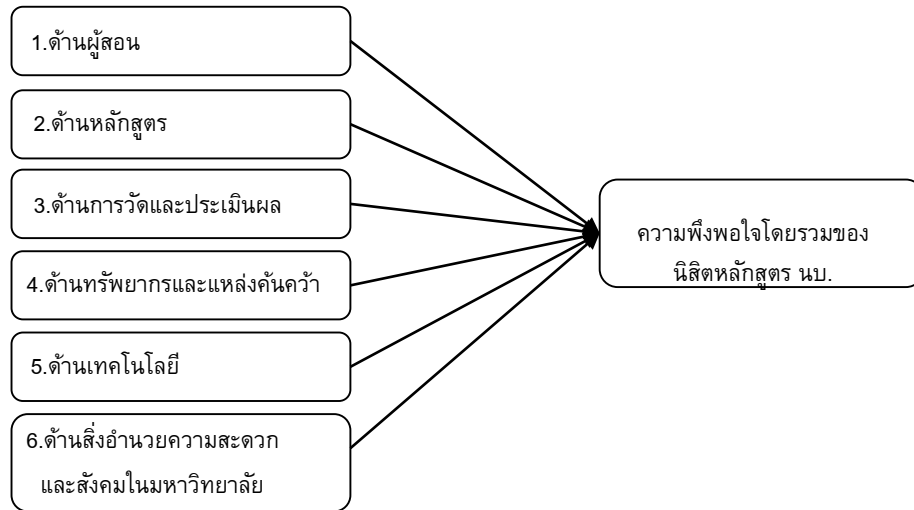 1.ด้านผู้สอน
2.ด้านหลักสูตร
3.ด้านการวัดและประเมินผล
4.ด้านทรัพยากรและแหล่งค้นคว้า
5.ด้านเทคโนโลยี
6.ด้านสิ่งอำนวยความสะดวก
และสังคมในมหาวิทยาลัย
ความพึงพอใจโดยรวมของ
นิสิตหลักสูตร นบ.